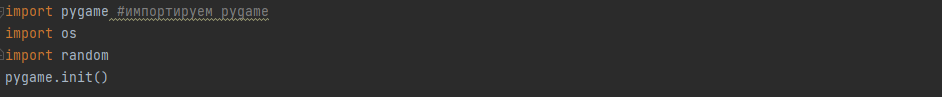 import pygame #импортируем pygame
import os
import random
pygame.init()